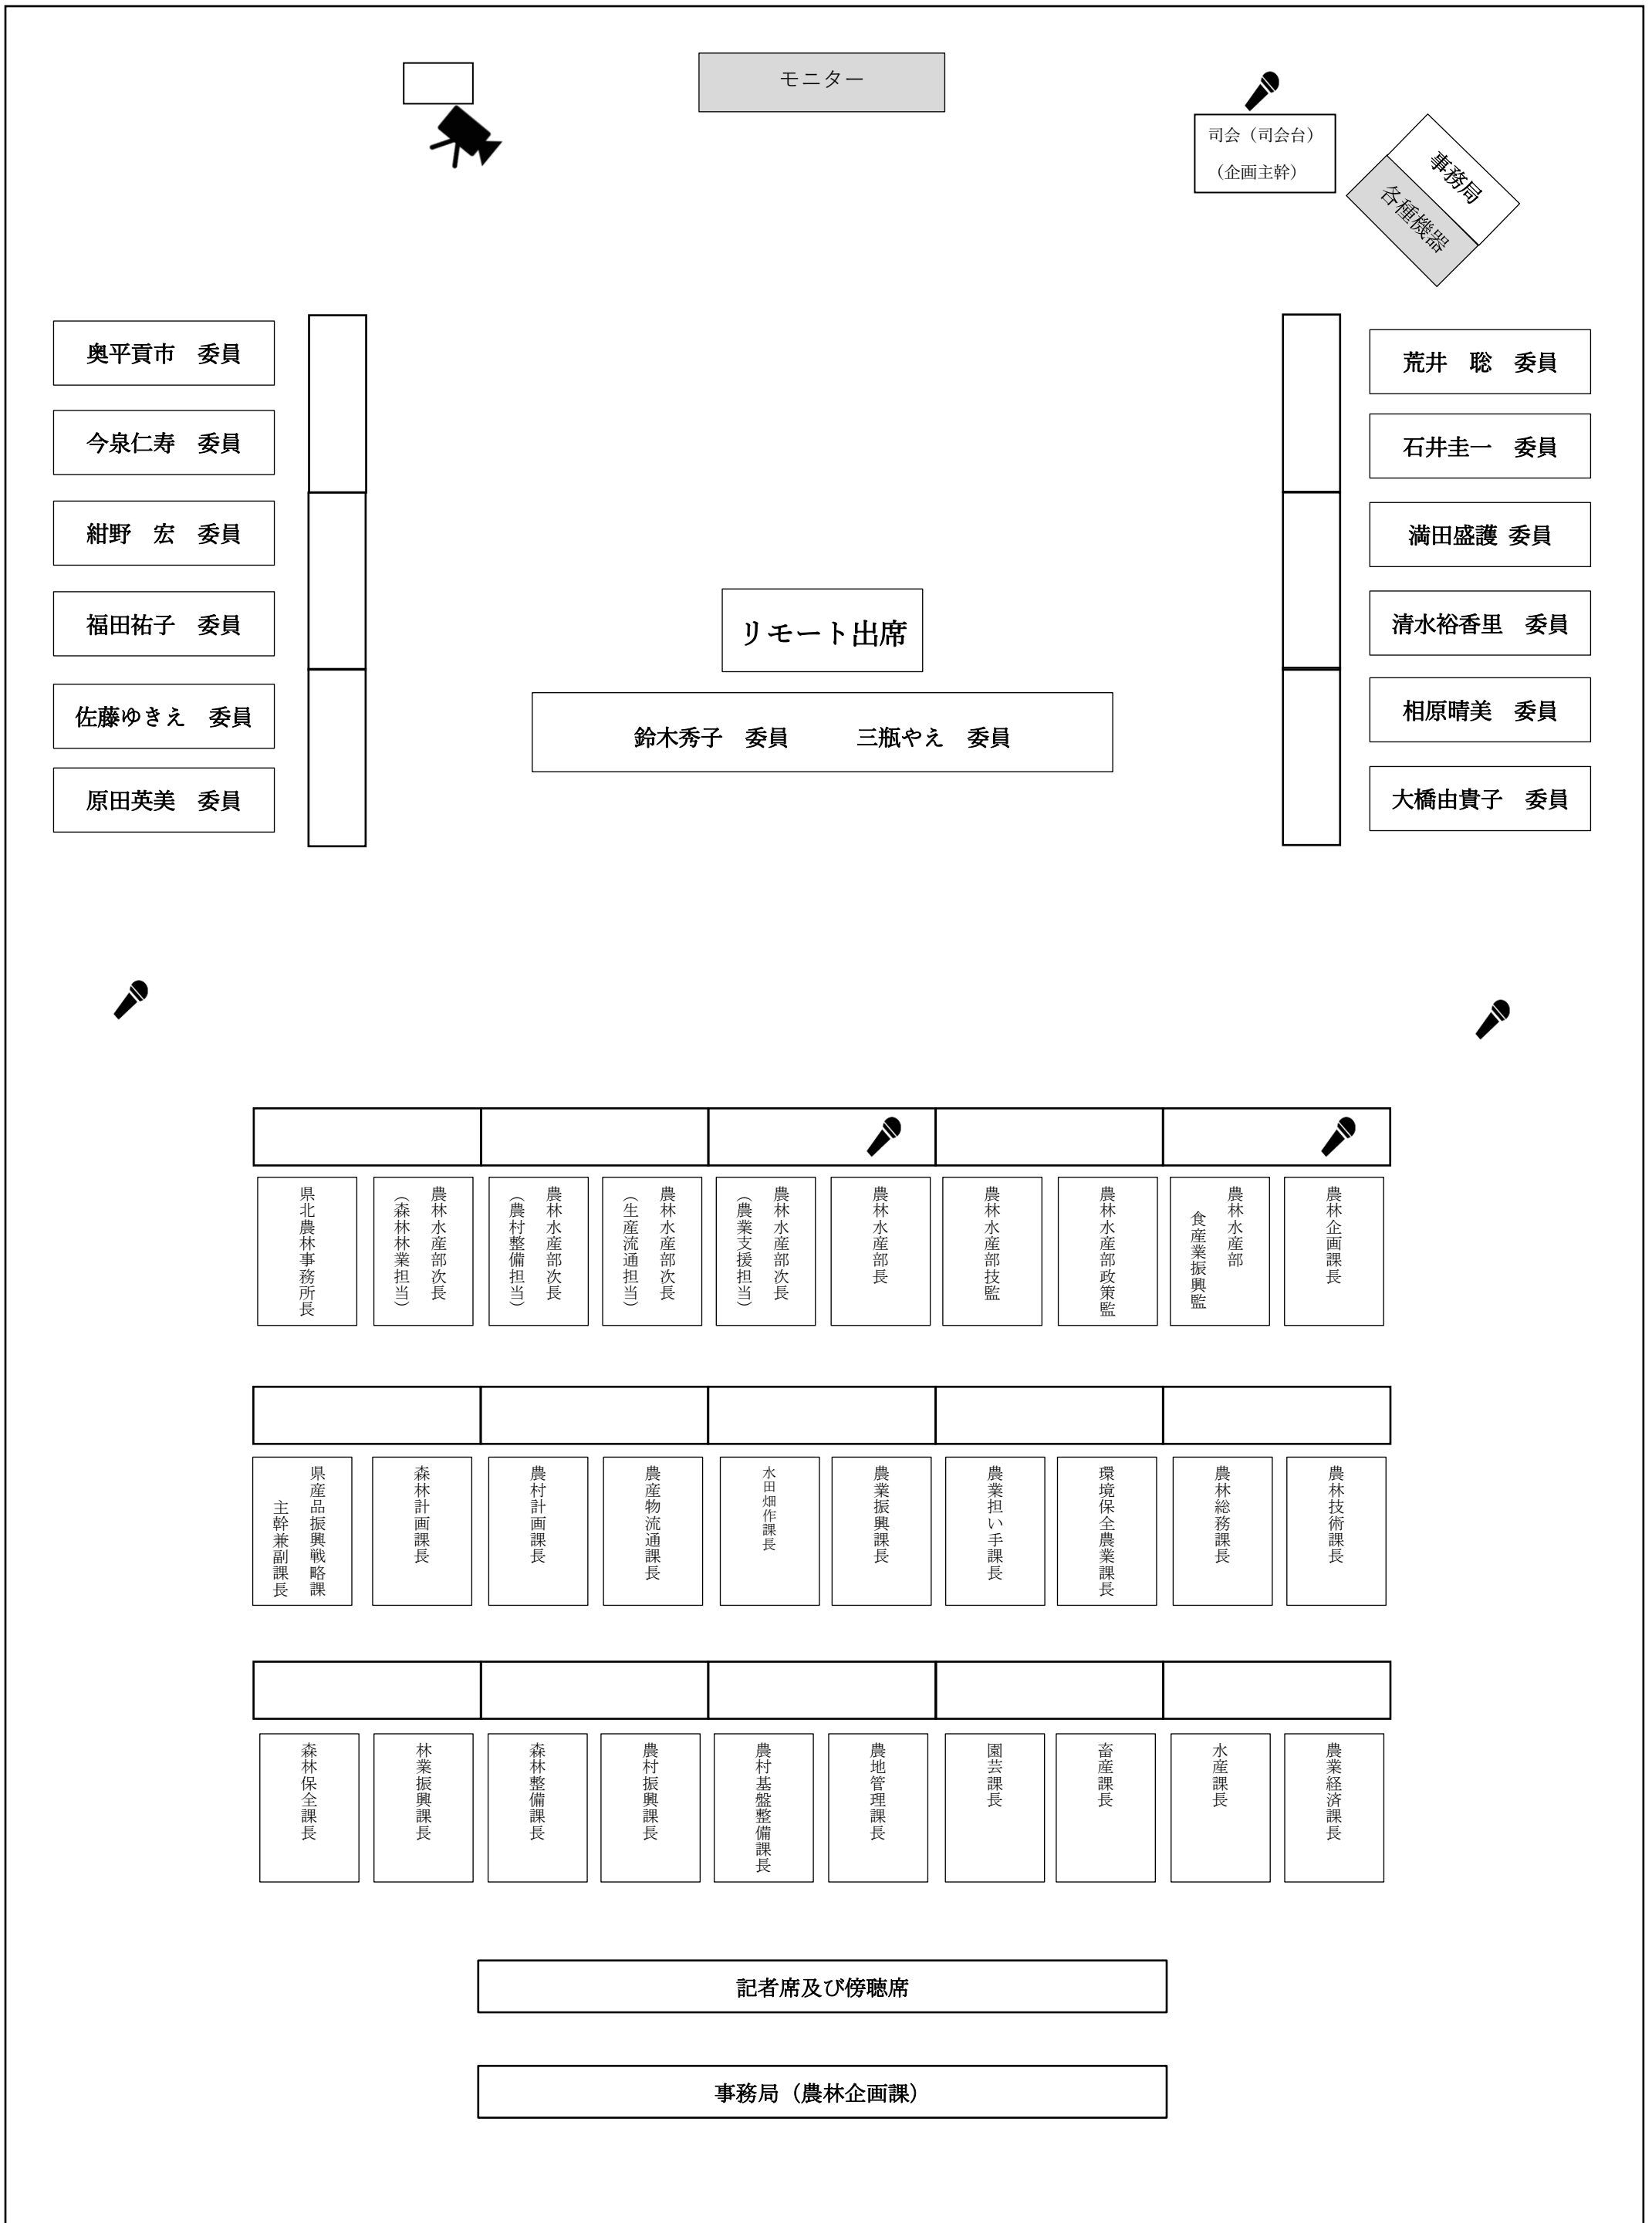 モニター
司会（司会台）
（企画主幹）
事務局
各種機器
奥平貢市　委員
今泉仁寿　委員
紺野　宏　委員
福田祐子　委員
佐藤ゆきえ　委員
原田英美　委員
荒井　聡　委員
石井圭一　委員
満田盛護 委員
清水裕香里　委員
相原晴美　委員
大橋由貴子　委員
リモート出席
鈴木秀子　委員　　　三瓶やえ　委員
県北農林事務所長
農林水産部次長
（森林林業担当）
農林水産部次長
（農村整備担当）
農林水産部次長
（生産流通担当）
農林水産部次長
（農業支援担当）
農林水産部長
農林水産部技監
農林水産部政策監
農林水産部
食産業振興監
農林企画課長
県産品振興戦略課
主幹兼副課長
森林計画課長
農村計画課長
農産物流通課長
水田畑作課長
農業振興課長
農業担い手課長
環境保全農業課長
農林総務課長
農林技術課長
森林保全課長
林業振興課長
森林整備課長
農村振興課長
農村基盤整備課長
農地管理課長
園芸課長
畜産課長
水産課長
農業経済課長
記者席及び傍聴席
事務局（農林企画課）